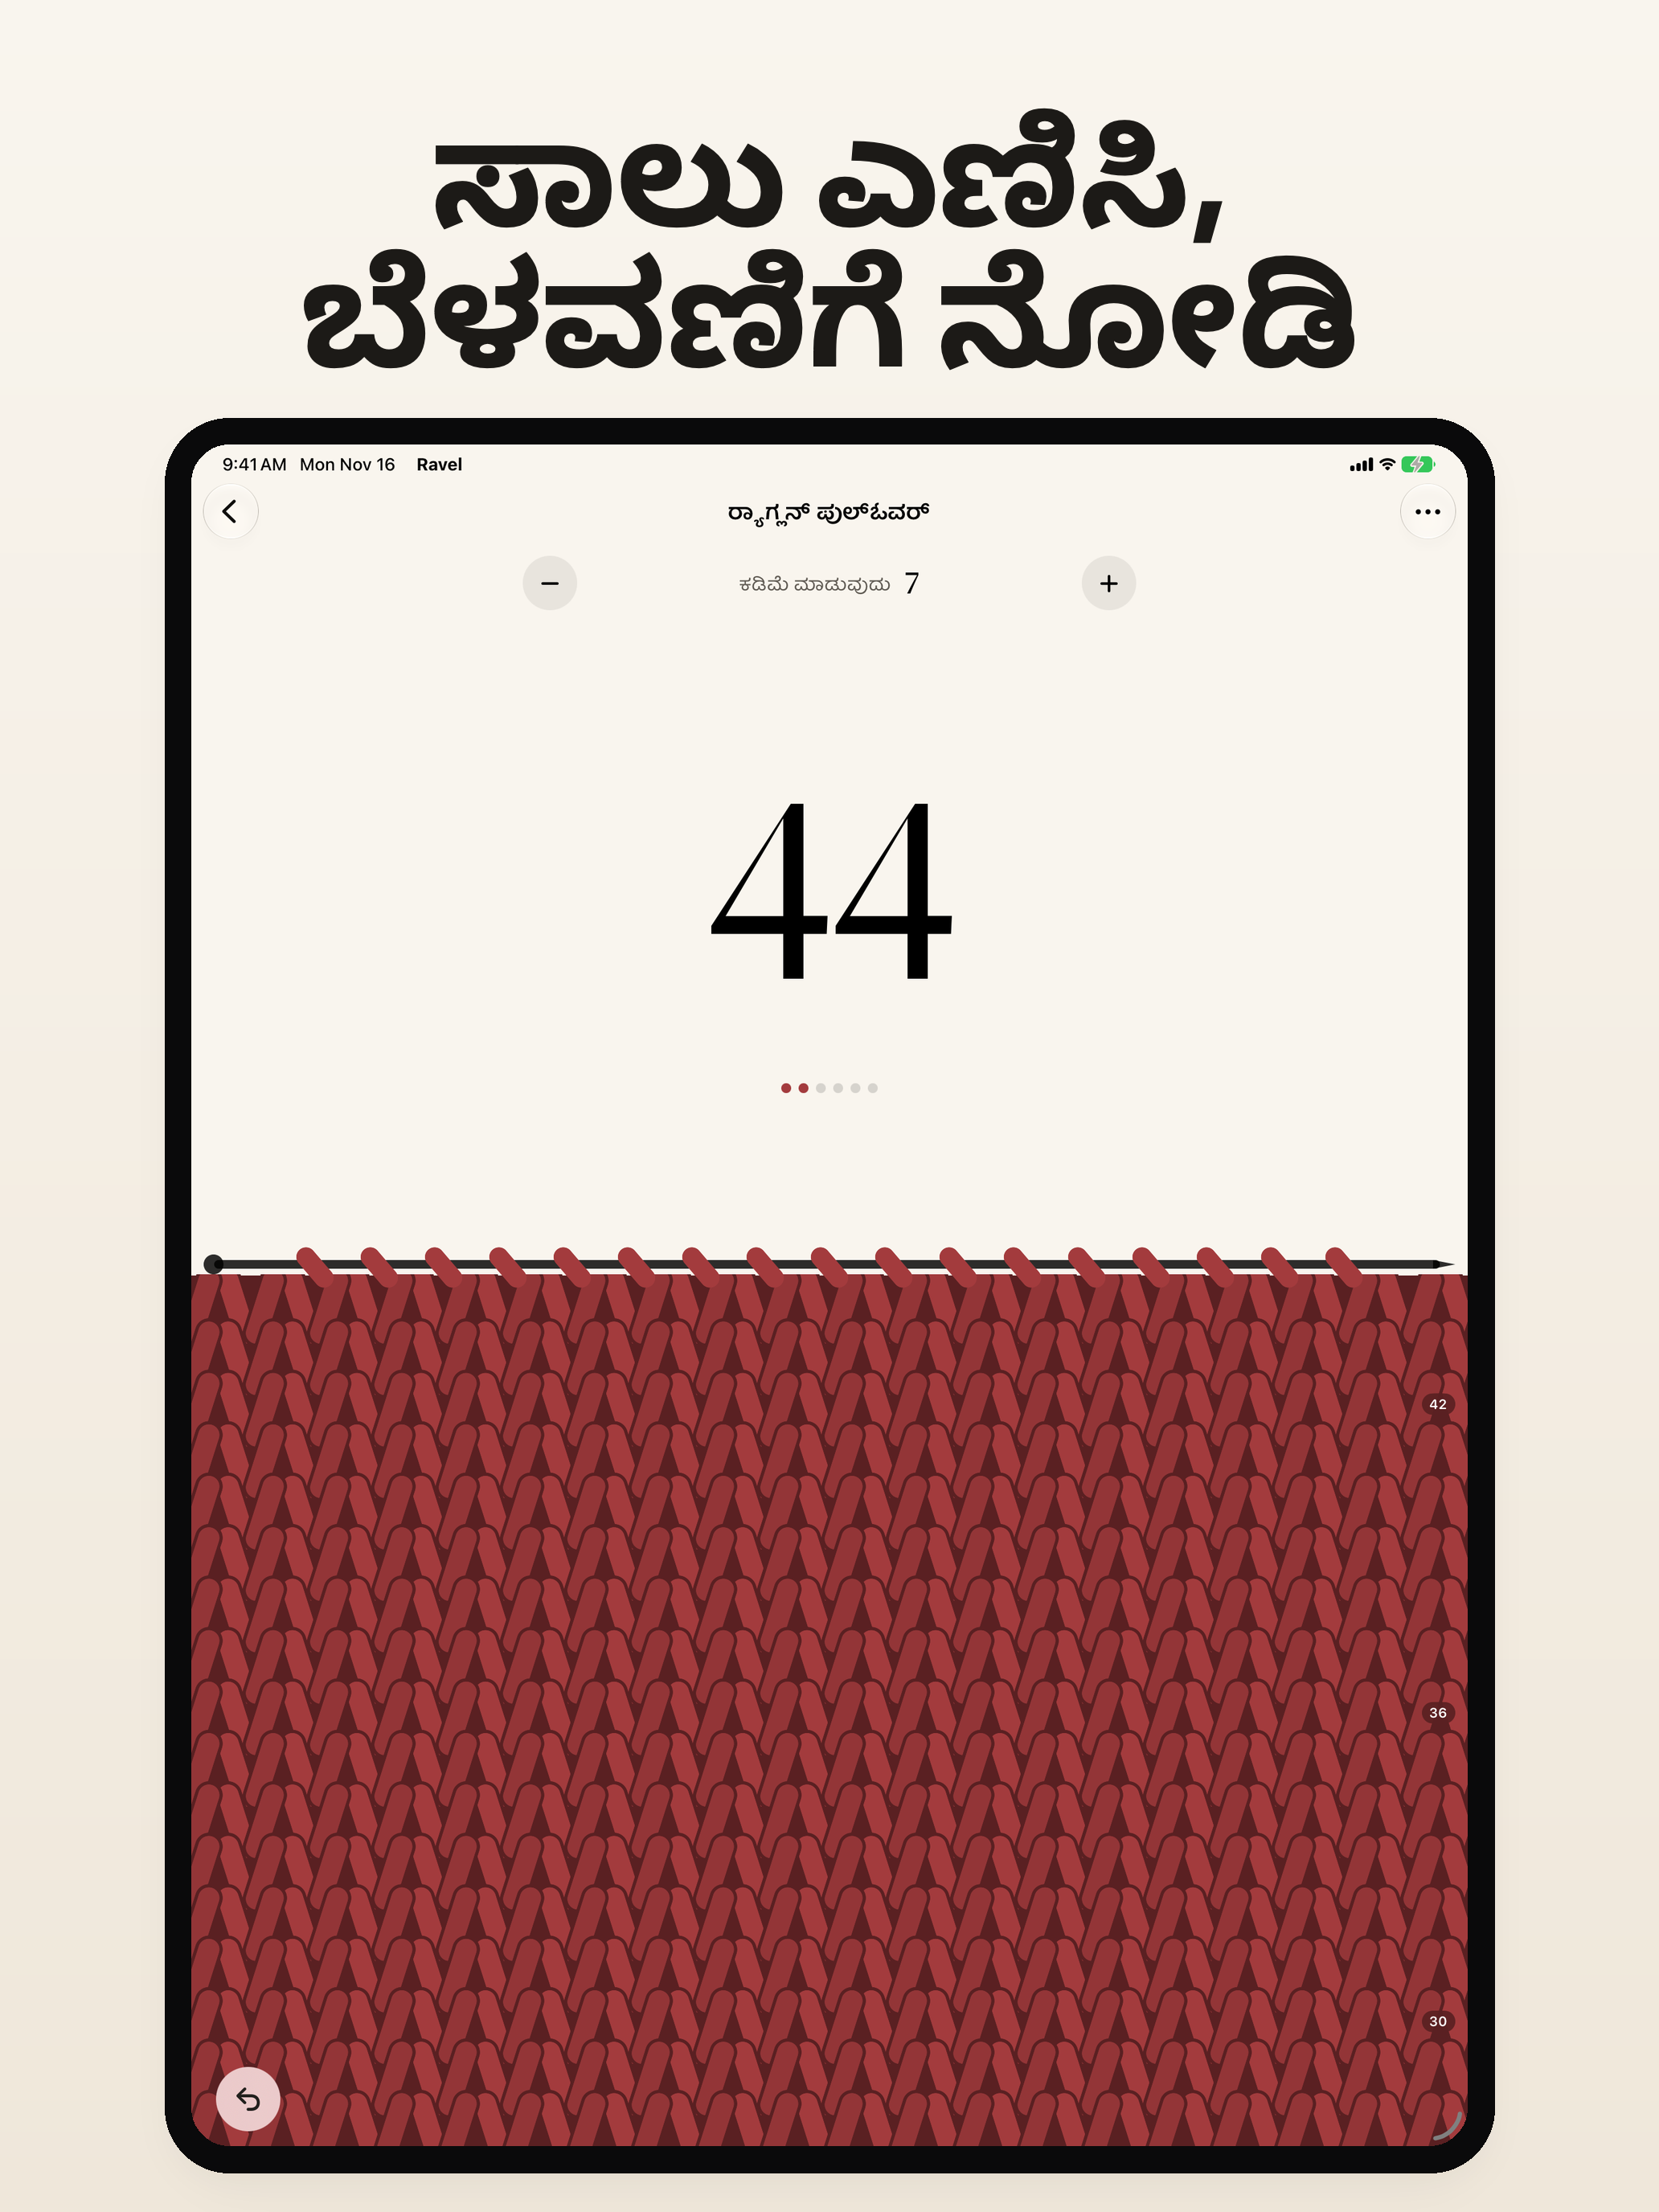 ಸಾಲು ಎಣಿಸಿ,
ಬೆಳವಣಿಗೆ ನೋಡಿ
9:41 AM Mon Nov 16 Ravel
ರ‍್ಯಾಗ್ಲನ್ ಪುಲ್‌ಓವರ್
ಕಡಿಮೆ ಮಾಡುವುದು 7
44
42
36
30